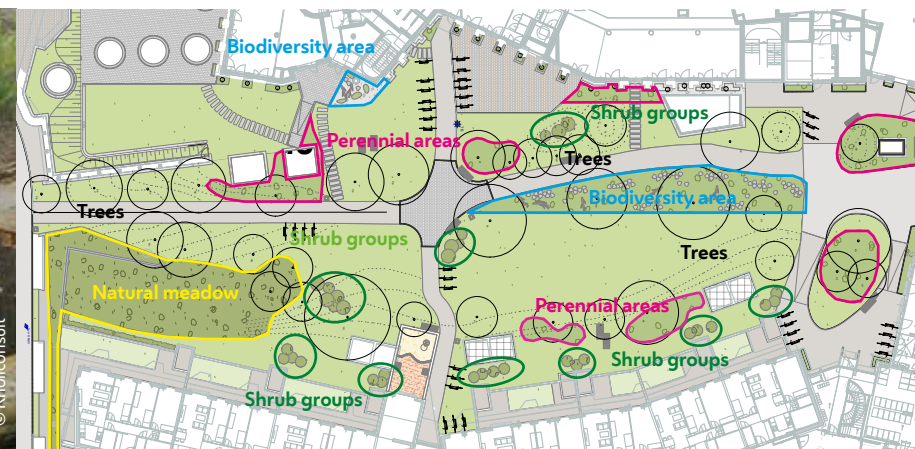 Biodiversity area
Shrub groups
Perennial areas
Trees
Biodiversity area
Trees
Shrub groups
Trees
Natural meadow
Perennial areas
Shrub groups
Shrub groups
© Knollconsult